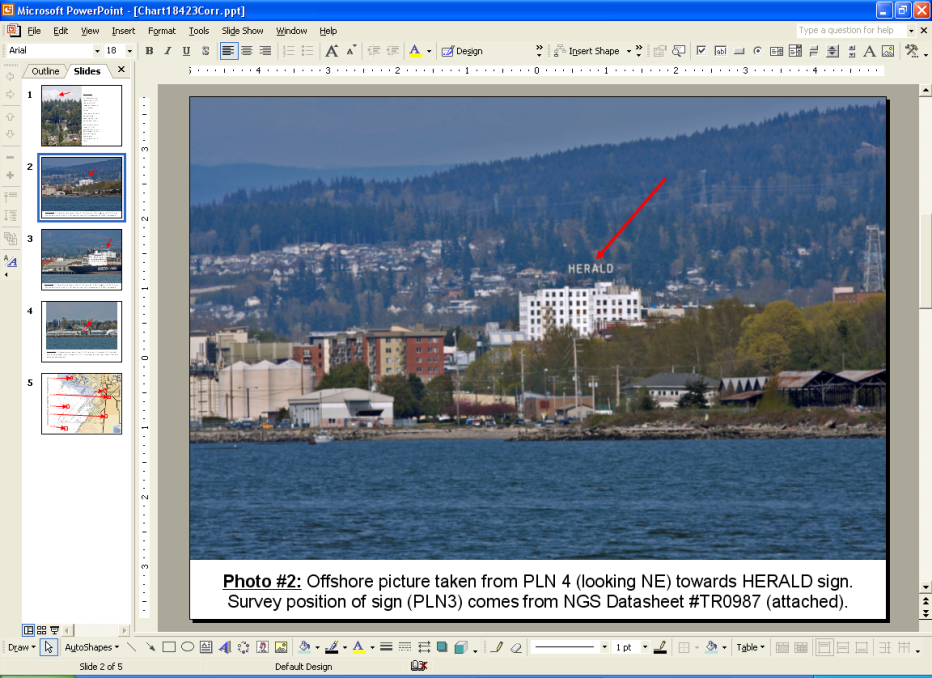 Microsoft PowerPoint - [Chart18423Corr.ppt]
File Edit View Insert Format Tools Slide Show Window Help
Type a question for help
Arial 18 B I U S A A A Design Insert Shape
Outline Slides
1
2
3
4
5
HERALD
Photo #2: Offshore picture taken from PLN 4 (looking NE) towards HERALD sign.
Survey position of sign (PLN3) comes from NGS Datasheet #TR0987 (attached).
Draw AutoShapes 1 pt Table
Slide 2 of 5 Default Design